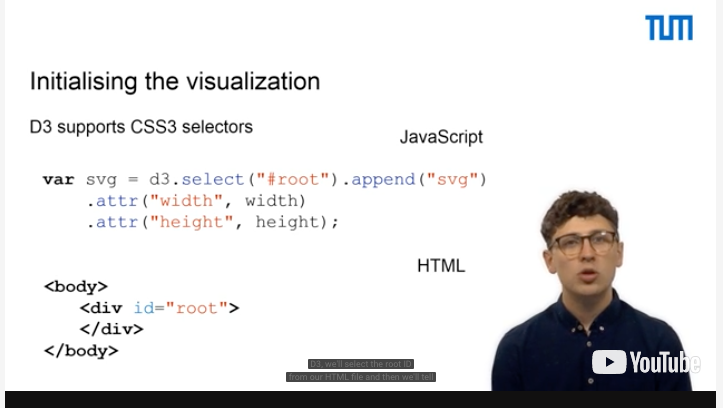 TUM
Initialising the visualization
D3 supports CSS3 selectors
JavaScript
var svg = d3.select("#root").append("svg")
.attr("width", width)
.attr("height", height);
HTML
<body>
<div id="root">
</div>
</body>
D3, we'll select the root ID
from our HTML file and then we'll tell
YouTube